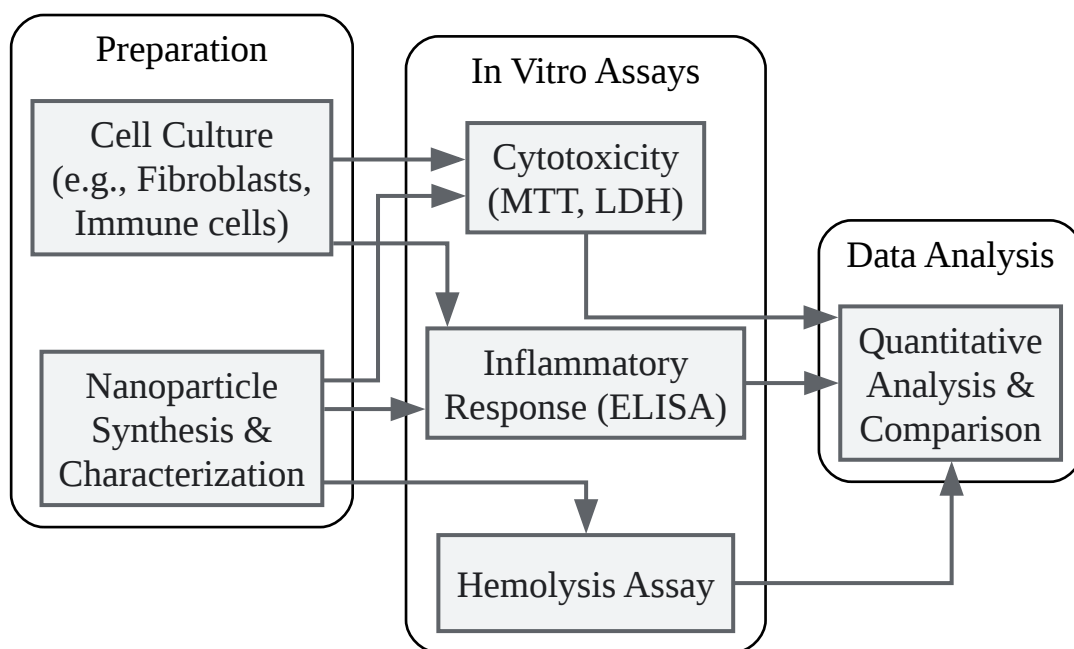 Preparation
Cell Culture
(e.g., Fibroblasts,
Immune cells)
Nanoparticle
Synthesis &
Characterization
In Vitro Assays
Cytotoxicity
(MTT, LDH)
Inflammatory
Response (ELISA)
Hemolysis Assay
Data Analysis
Quantitative
Analysis &
Comparison